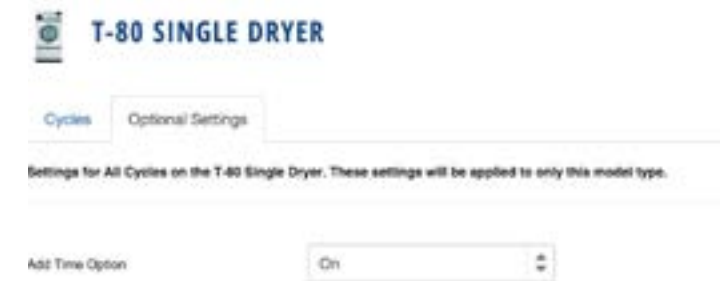 T-80 SINGLE DRYER
Cycles
Optional Settings
Settings for All Cycles on the T-80 Single Dryer. These settings will be applied to only this model type.
Add Time Option
On